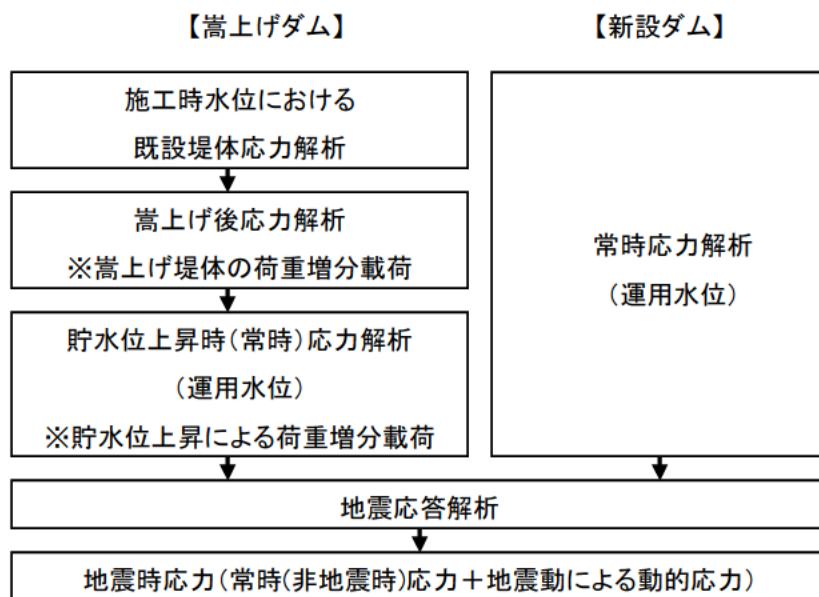 【嵩上げダム】
【新設ダム】
施工時水位における
既設堤体応力解析
嵩上げ後応力解析
※嵩上げ堤体の荷重増分載荷
貯水位上昇時(常時)応力解析
(運用水位)
※貯水位上昇による荷重増分載荷
常時応力解析
(運用水位)
地震応答解析
地震時応力(常時(非地震時)応力+地震動による動的応力)